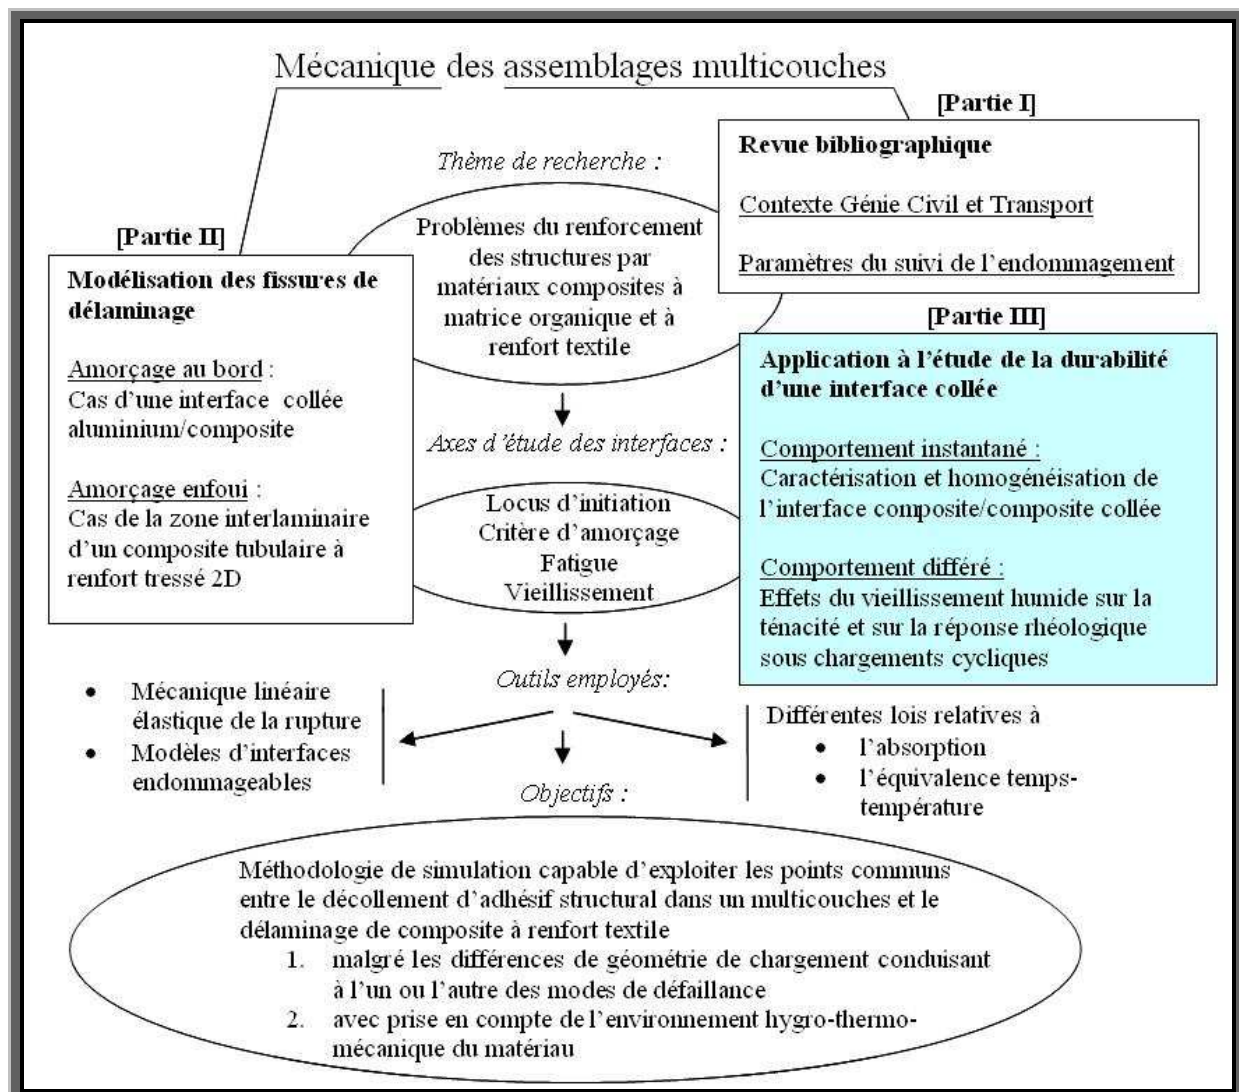 Mécanique des assemblages multicouches
[Partie I]
Revue bibliographique
Contexte Génie Civil et Transport
Paramètres du suivi de l'endommagement
Thème de recherche :
Problèmes du renforcement
des structures par
matériaux composites à
matrice organique et à
renfort textile
[Partie II]
Modélisation des fissures de
délaminage
Amorçage au bord :
Cas d'une interface collée
aluminium/composite
Amorçage enfoui :
Cas de la zone interlaminaire
d'un composite tubulaire à
renfort tressé 2D
[Partie III]
Application à l'étude de la durabilité
d'une interface collée
Comportement instantané :
Caractérisation et homogénéisation de
l'interface composite/composite collée
Comportement différé :
Effets du vieillissement humide sur la
ténacité et sur la réponse rhéologique
sous chargements cycliques
Axes d'étude des interfaces :
Locus d'initiation
Critère d'amorçage
Fatigue
Vieillissement
Outils employés:
• Mécanique linéaire
élastique de la rupture
• Modèles d'interfaces
endommageables
Différentes lois relatives à
• l'absorption
• l'équivalence temps-
température
Objectifs :
Méthodologie de simulation capable d'exploiter les points communs
entre le décollement d'adhésif structural dans un multicouches et le
délaminage de composite à renfort textile
1. malgré les différences de géométrie de chargement conduisant
à l'un ou l'autre des modes de défaillance
2. avec prise en compte de l'environnement hygro-thermo-
mécanique du matériau